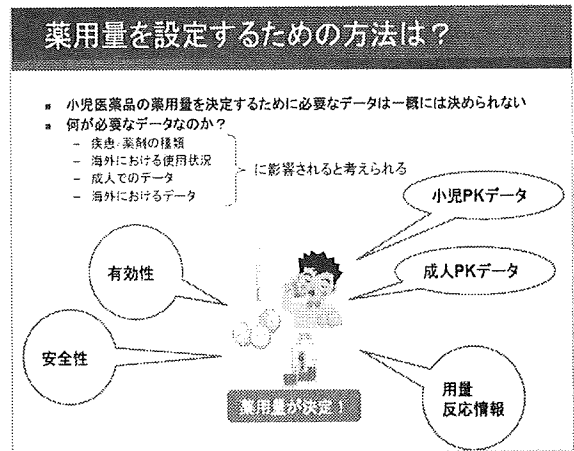 薬用量を設定するための方法は？
小児医薬品の薬用量を決定するために必要なデータは一概には決められない
何が必要なデータなのか？
– 疾患・薬剤の種類
– 海外における使用状況
– 成人でのデータ
– 海外におけるデータ
に影響されると考えられる
小児PKデータ
有効性
成人PKデータ
安全性
用量
反応情報
薬用量が決定！